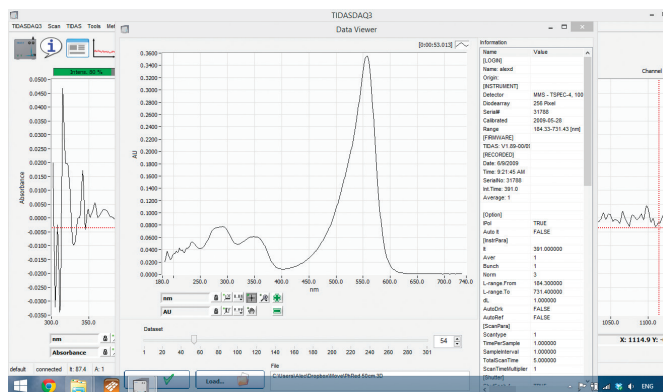 TIDASDAQ3
TIDASDAQ3 Scan TIDAS Tools
Data Viewer
Intens. 80 %
[0:00:53.013]
Absorbance
0.0500
0.0450
0.0400
0.0350
0.0300
0.0250
0.0200
0.0150
0.0100
0.0050
0.0000
-0.0050
-0.0100
-0.0150
-0.0200
-0.0250
-0.0300
-0.0350
300.0 350.0
nm
Absorbance
AU
0.3600
0.3400
0.3200
0.3000
0.2800
0.2600
0.2400
0.2200
0.2000
0.1800
0.1600
0.1400
0.1200
0.1000
0.0800
0.0600
0.0400
0.0200
0.0000
180.0 250.0 300.0 350.0 400.0 450.0 500.0 550.0 600.0 650.0 700.0 740.0
nm
nm
AU
Dataset
1 20 40 60 80 100 120 140 160 180 200 220 240 260 280 301
54
File
Load...
C:\Users\Alex\Dropbox\Move\PhRed 50cm 3D
Information
Name Value
[LOGIN]
Name: alexd
Origin:
[INSTRUMENT]
Detector MMS - TSPEC-4, 100
Diodearray 256 Pixel
Serial# 31788
Calibrated 2009-05-28
Range 184.33-731.43 [nm]
[FIRMWARE]
TIDAS: V1.89-00/01
[RECORDED]
Date: 6/9/2009
Time: 9:21:45 AM
SerialNo: 31788
Int.Time: 391.0
Average: 1
[Option]
IPol TRUE
Auto It FALSE
[InstrPara]
It 391.000000
Aver 1
Bunch 1
Norm 3
L-range.From 184.300000
L-range.To 731.400000
dL 1.000000
AutoDrk FALSE
AutoRef FALSE
[ScanPara]
Scantype 1
TimePerSample 1.000000
SampleInterval 1.000000
TotalScanTime 5.000000
ScanTimeMultiplier 1
[Shutter]
Channel
1050.0 1100.0
X: 1114.9 Y:
default connected It: 87.4 A: 1
ENG